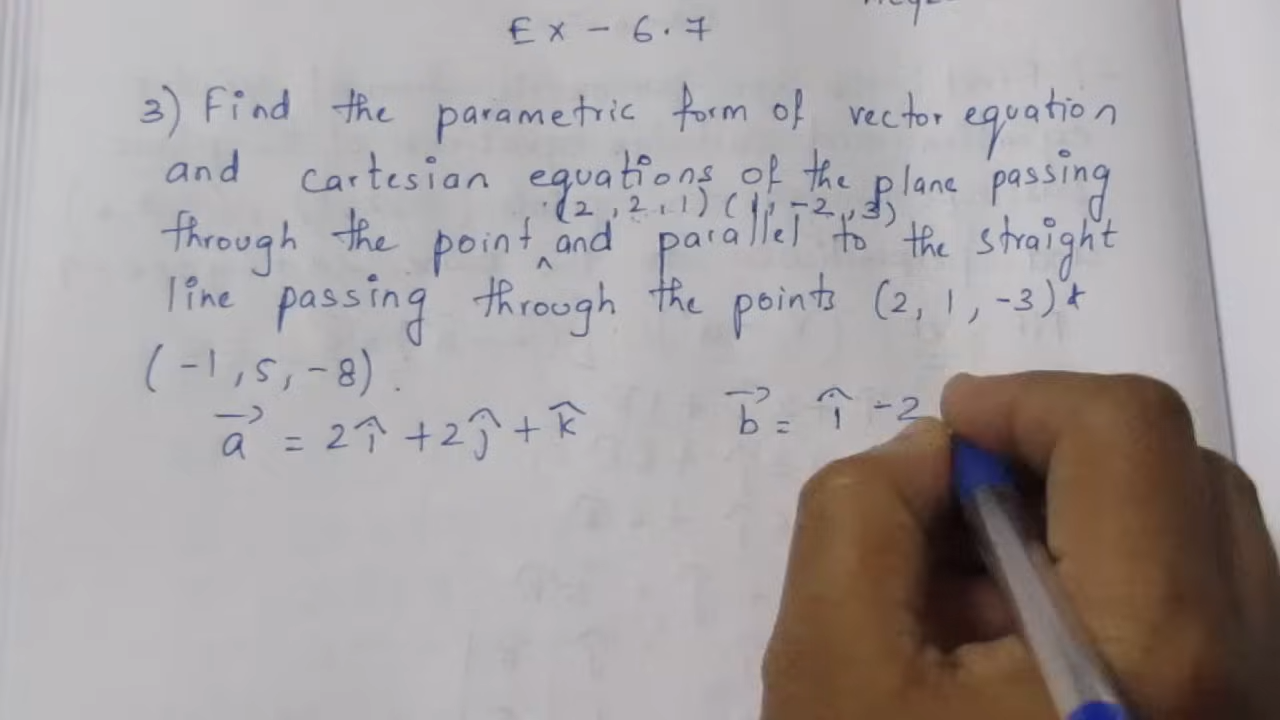 Ex - 6.7
3) Find the parametric form of vector equation
and cartesian equations of the plane passing
(2, 2, 1) (1, -2, 3)
through the point ^ and parallel to the straight
line passing through the points (2, 1, -3) &
(-1, 5, -8).
a⃗ = 2î + 2ĵ + k̂ b⃗ = î - 2